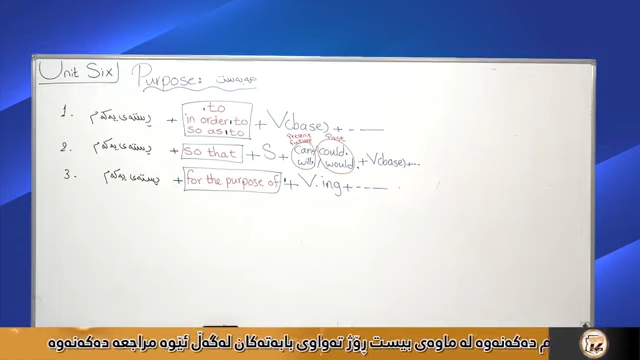 Unit Six Purpose: مەبەست
1. ڕستەی یەکەم + to in order to so as to + V(base) + - —
2. ڕستەی یەکەم + so that + S + present future can will / past could. would. + V(base) + ...
3. ڕستەی یەکەم + for the purpose of + V.ing + - - —
م دەکەنەوە لە ماوەی بیست ڕۆژ تەواوی بابەتەکان لەگەڵ ئێوە مراجعە دەکەنەوە